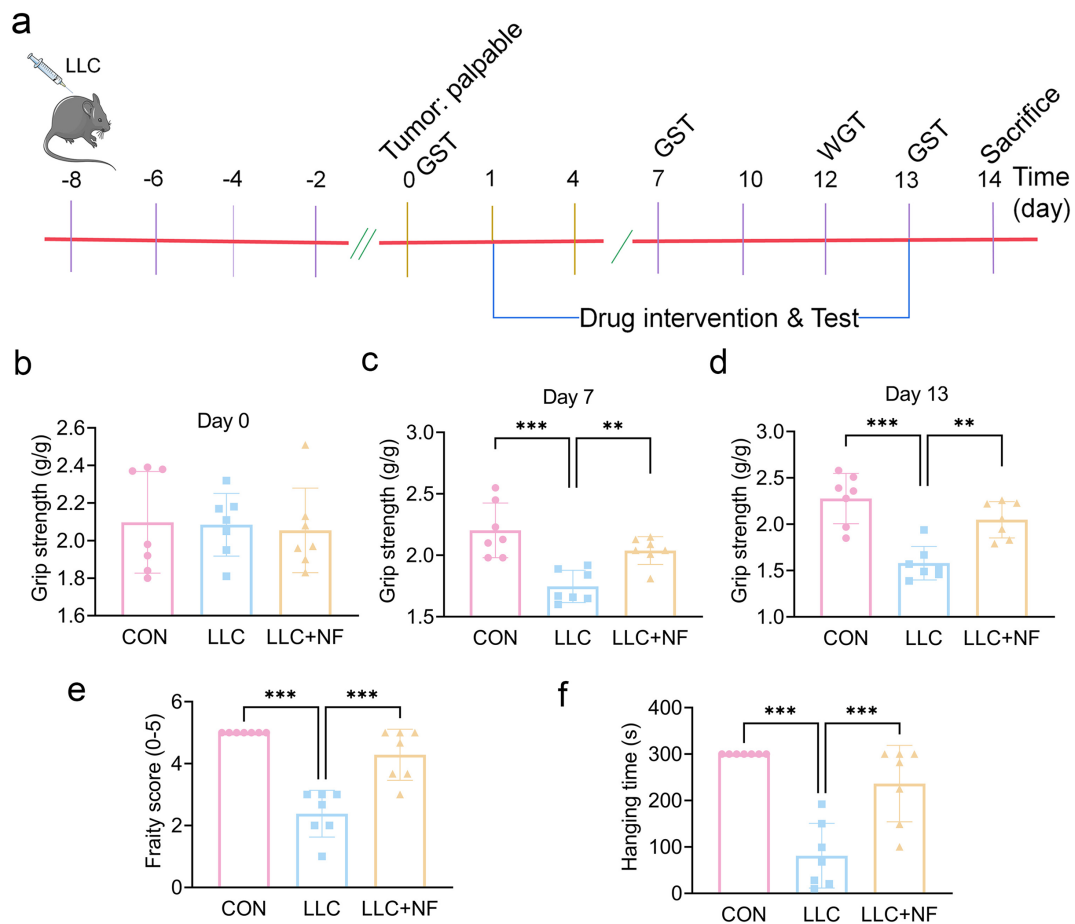 a
LLC
Tumor: palpable
GST
GST
WGT
GST
Sacrifice
-8 -6 -4 -2 0 1 4 7 10 12 13 14 Time
(day)
Drug intervention & Test
b
Day 0
Grip strength (g/g)
2.6
2.4
2.2
2.0
1.8
1.6
CON LLC LLC+NF
c
Day 7
*** **
Grip strength (g/g)
3.0
2.5
2.0
1.5
CON LLC LLC+NF
d
Day 13
*** **
Grip strength (g/g)
3.0
2.5
2.0
1.5
1.0
CON LLC LLC+NF
e
*** ***
Fraity score (0-5)
6
4
2
0
CON LLC LLC+NF
f
*** ***
Hanging time (s)
400
300
200
100
0
CON LLC LLC+NF